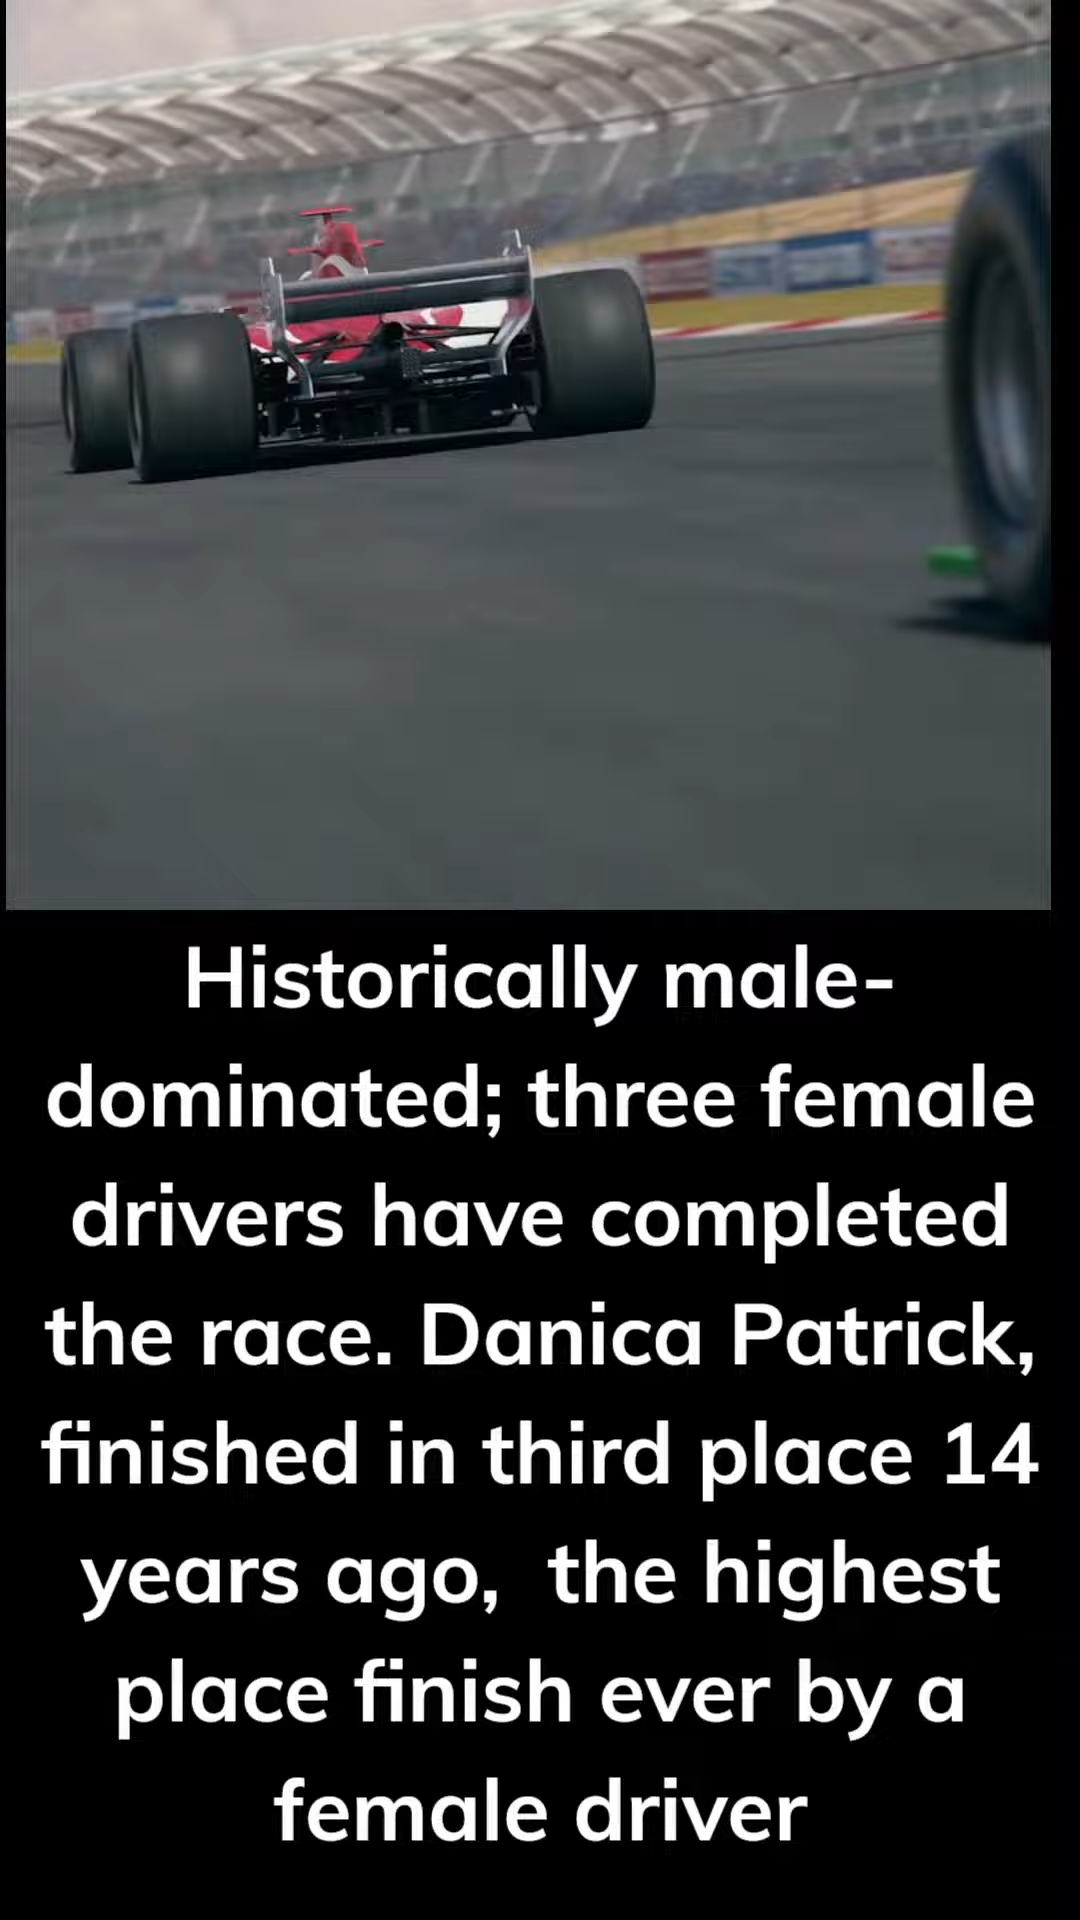 Historically male-
dominated; three female
drivers have completed
the race. Danica Patrick,
finished in third place 14
years ago,  the highest
place finish ever by a
female driver